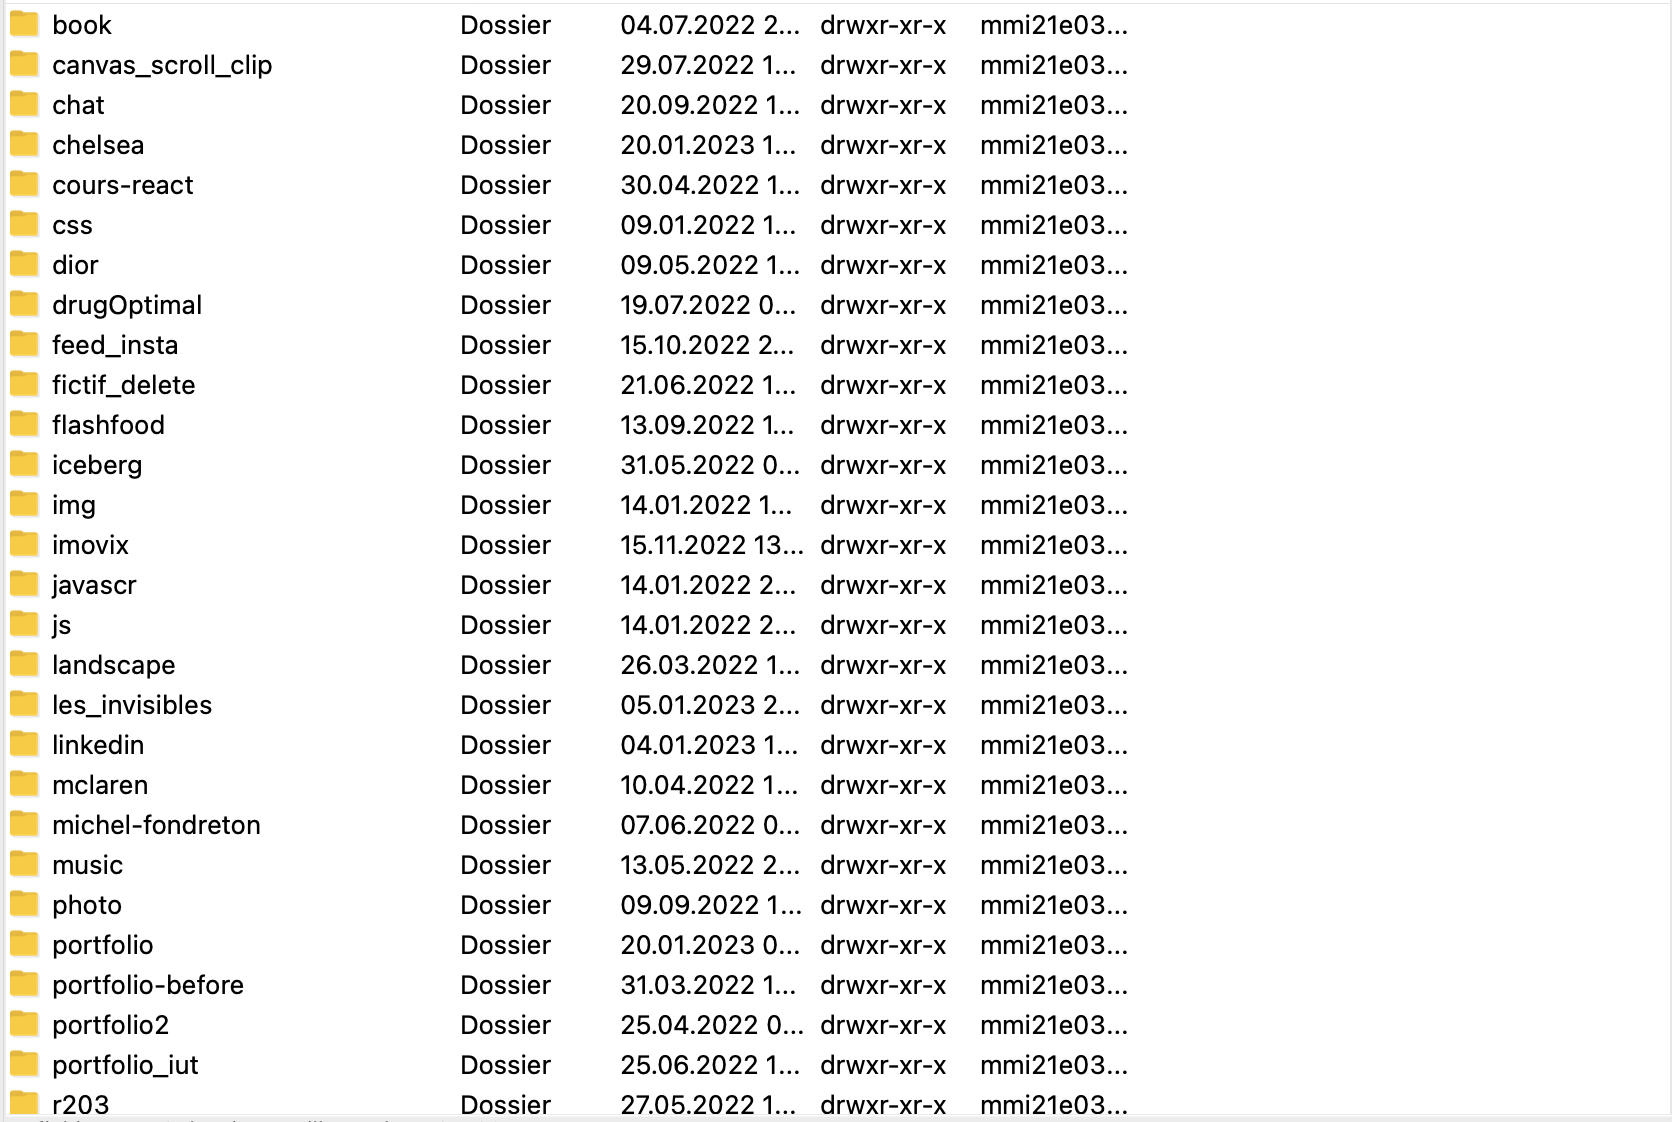 book Dossier 04.07.2022 2... drwxr-xr-x mmi21e03...
canvas_scroll_clip Dossier 29.07.2022 1... drwxr-xr-x mmi21e03...
chat Dossier 20.09.2022 1... drwxr-xr-x mmi21e03...
chelsea Dossier 20.01.2023 1... drwxr-xr-x mmi21e03...
cours-react Dossier 30.04.2022 1... drwxr-xr-x mmi21e03...
css Dossier 09.01.2022 1... drwxr-xr-x mmi21e03...
dior Dossier 09.05.2022 1... drwxr-xr-x mmi21e03...
drugOptimal Dossier 19.07.2022 0... drwxr-xr-x mmi21e03...
feed_insta Dossier 15.10.2022 2... drwxr-xr-x mmi21e03...
fictif_delete Dossier 21.06.2022 1... drwxr-xr-x mmi21e03...
flashfood Dossier 13.09.2022 1... drwxr-xr-x mmi21e03...
iceberg Dossier 31.05.2022 0... drwxr-xr-x mmi21e03...
img Dossier 14.01.2022 1... drwxr-xr-x mmi21e03...
imovix Dossier 15.11.2022 13... drwxr-xr-x mmi21e03...
javascr Dossier 14.01.2022 2... drwxr-xr-x mmi21e03...
js Dossier 14.01.2022 2... drwxr-xr-x mmi21e03...
landscape Dossier 26.03.2022 1... drwxr-xr-x mmi21e03...
les_invisibles Dossier 05.01.2023 2... drwxr-xr-x mmi21e03...
linkedin Dossier 04.01.2023 1... drwxr-xr-x mmi21e03...
mclaren Dossier 10.04.2022 1... drwxr-xr-x mmi21e03...
michel-fondreton Dossier 07.06.2022 0... drwxr-xr-x mmi21e03...
music Dossier 13.05.2022 2... drwxr-xr-x mmi21e03...
photo Dossier 09.09.2022 1... drwxr-xr-x mmi21e03...
portfolio Dossier 20.01.2023 0... drwxr-xr-x mmi21e03...
portfolio-before Dossier 31.03.2022 1... drwxr-xr-x mmi21e03...
portfolio2 Dossier 25.04.2022 0... drwxr-xr-x mmi21e03...
portfolio_iut Dossier 25.06.2022 1... drwxr-xr-x mmi21e03...
r203 Dossier 27.05.2022 1... drwxr-xr-x mmi21e03...